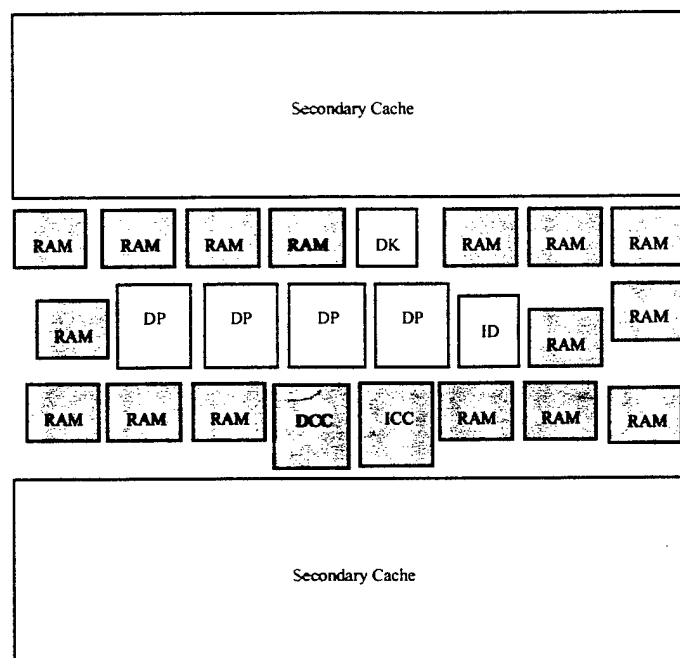 Secondary Cache
RAM RAM RAM RAM DK RAM RAM RAM
RAM DP DP DP DP ID RAM RAM
RAM RAM RAM DCC ICC RAM RAM RAM
Secondary Cache